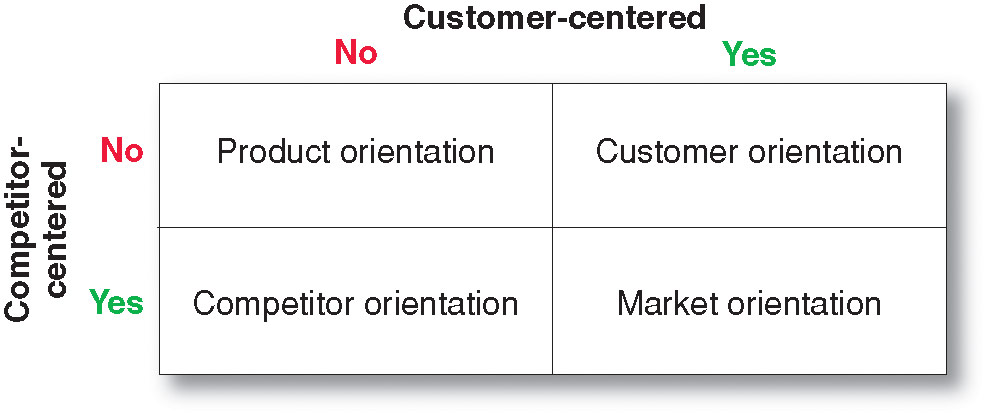 Customer-centered
No Yes
Competitor-
centered
No Product orientation Customer orientation
Yes Competitor orientation Market orientation